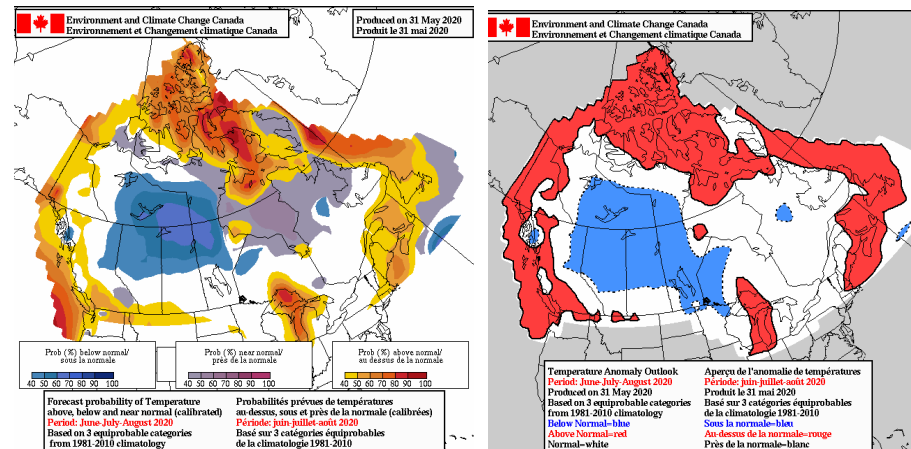 Environment and Climate Change Canada
Environnement et Changement climatique Canada
Produced on 31 May 2020
Produit le 31 mai 2020
Prob (%) below normal/
sous la normale
40 50 60 70 80 90 100
Prob (%) near normal/
près de la normale
40 50 60 70 80 90 100
Prob (%) above normal/
au dessus de la normale
40 50 60 70 80 90 100
Forecast probability of Temperature
above, below and near normal (calibrated)
Period: June-July-August 2020
Based on 3 equiprobable categories
from 1981-2010 climatology
Probabilités prévues de températures
au-dessus, sous et près de la normale (calibrées)
Période: juin-juillet-août 2020
Basé sur 3 catégories équiprobables
de la climatologie 1981-2010
Environment and Climate Change Canada
Environnement et Changement climatique Canada
Temperature Anomaly Outlook
Period: June-July-August 2020
Produced on 31 May 2020
Based on 3 equiprobable categories
from 1981-2010 climatology
Below Normal=blue
Above Normal=red
Normal=white
Aperçu de l'anomalie de températures
Période: juin-juillet-août 2020
Produit le 31 mai 2020
Basé sur 3 catégories équiprobables
de la climatologie 1981-2010
Sous la normale=bleu
Au-dessus de la normale=rouge
Près de la normale=blanc